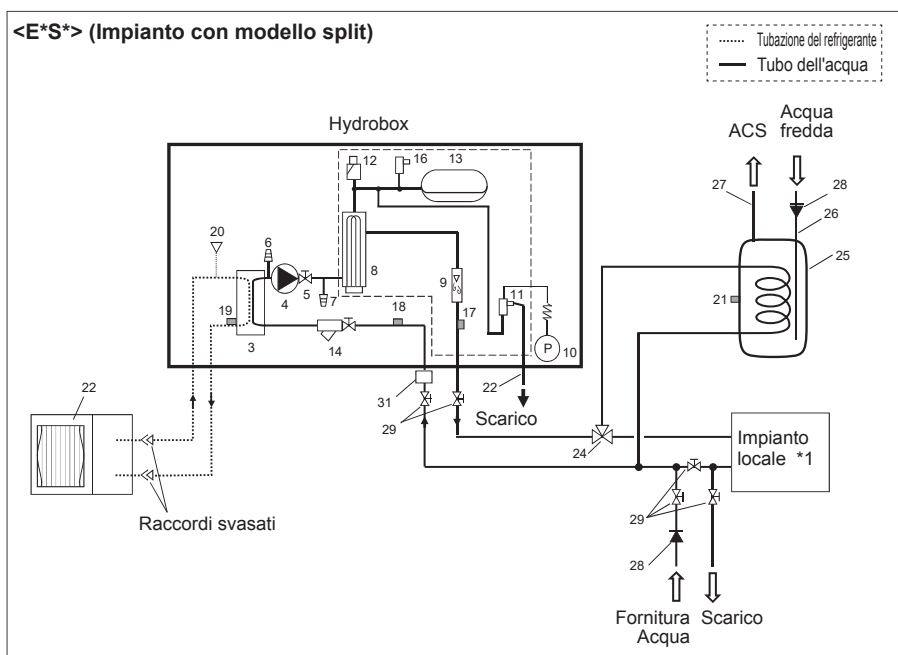 <E*S*> (Impianto con modello split)
Tubazione del refrigerante
Tubo dell'acqua
Hydrobox
ACS
Acqua
fredda
12
16
13
27
28
26
20
6
25
8
9
11
21
4
5
7
17
19
18
3
14
10
P
22
22
31
29
Scarico
24
Impianto
locale *1
Raccordi svasati
29
28
Fornitura
Acqua
Scarico